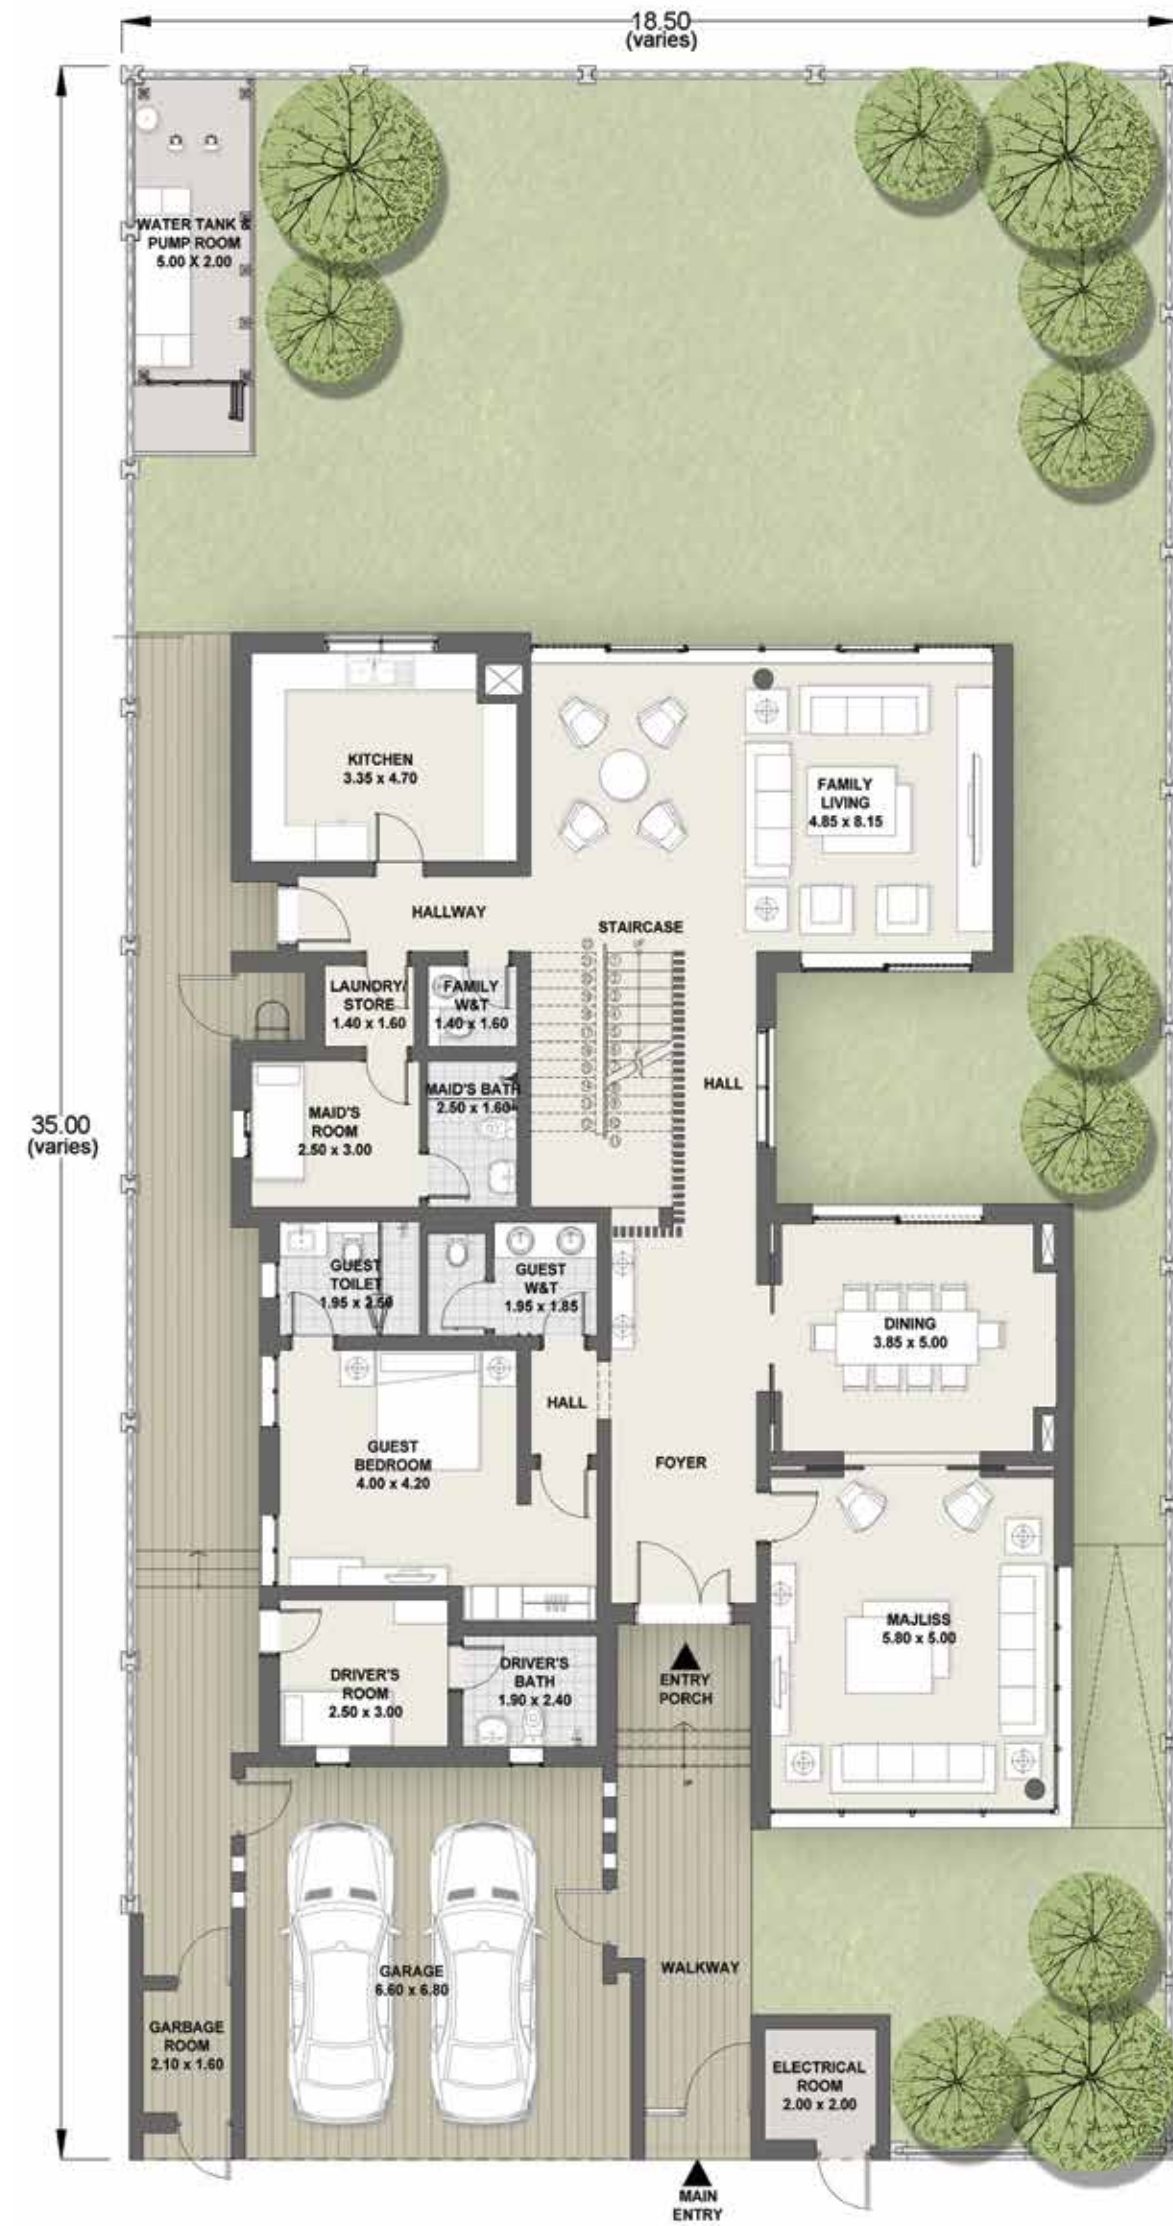 18.50
(varies)
WATER TANK &
PUMP ROOM
5.00 X 2.00
KITCHEN
3.35 x 4.70
FAMILY
LIVING
4.85 x 8.15
HALLWAY
STAIRCASE
UP
LAUNDRY/
STORE
1.40 x 1.60
FAMILY
W&T
1.40 x 1.60
HALL
MAID'S BATH
2.50 x 1.60
MAID'S
ROOM
2.50 x 3.00
35.00
(varies)
GUEST
TOILET
1.95 x 2.50
GUEST
W&T
1.95 x 1.85
DINING
3.85 x 5.00
HALL
GUEST
BEDROOM
4.00 x 4.20
FOYER
MAJLISS
5.80 x 5.00
DRIVER'S
ROOM
2.50 x 3.00
DRIVER'S
BATH
1.90 x 2.40
ENTRY
PORCH
UP
GARAGE
6.60 x 6.80
WALKWAY
GARBAGE
ROOM
2.10 x 1.60
ELECTRICAL
ROOM
2.00 x 2.00
MAIN
ENTRY